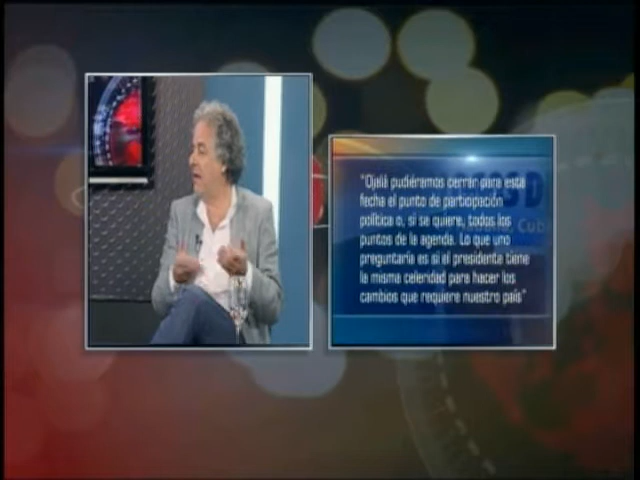 "Ojalá pudiéramos cerrar para esta
fecha el punto de participación
política o, si se quiere, todos los
puntos de la agenda. Lo que uno
preguntaría es si el presidente tiene
la misma celeridad para hacer los
cambios que requiere nuestro país"